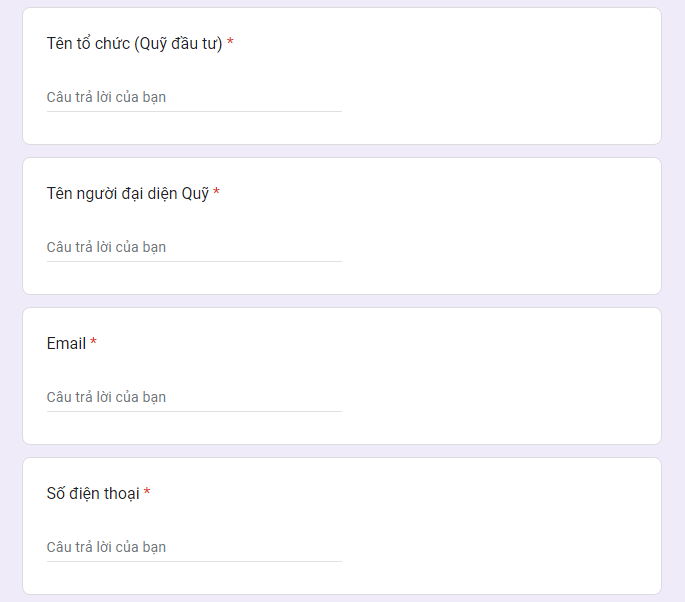 Tên tổ chức (Quỹ đầu tư) *
Câu trả lời của bạn
Tên người đại diện Quỹ *
Câu trả lời của bạn
Email *
Câu trả lời của bạn
Số điện thoại *
Câu trả lời của bạn